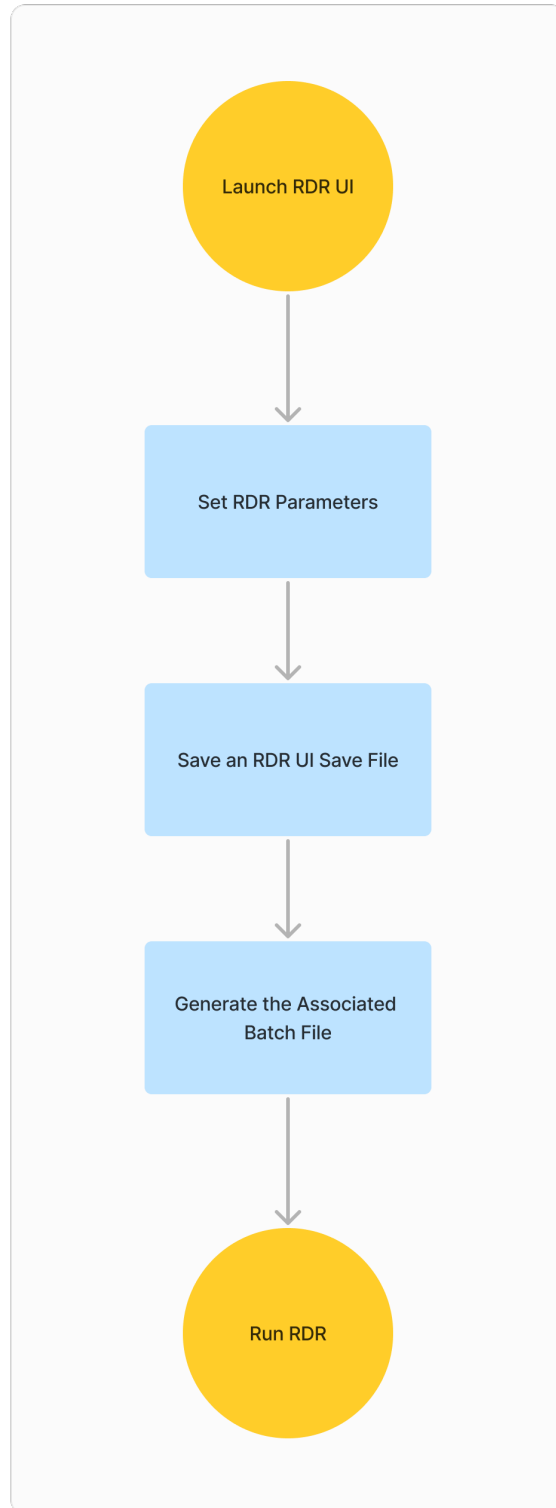 Launch RDR UI
Set RDR Parameters
Save an RDR UI Save File
Generate the Associated
Batch File
Run RDR